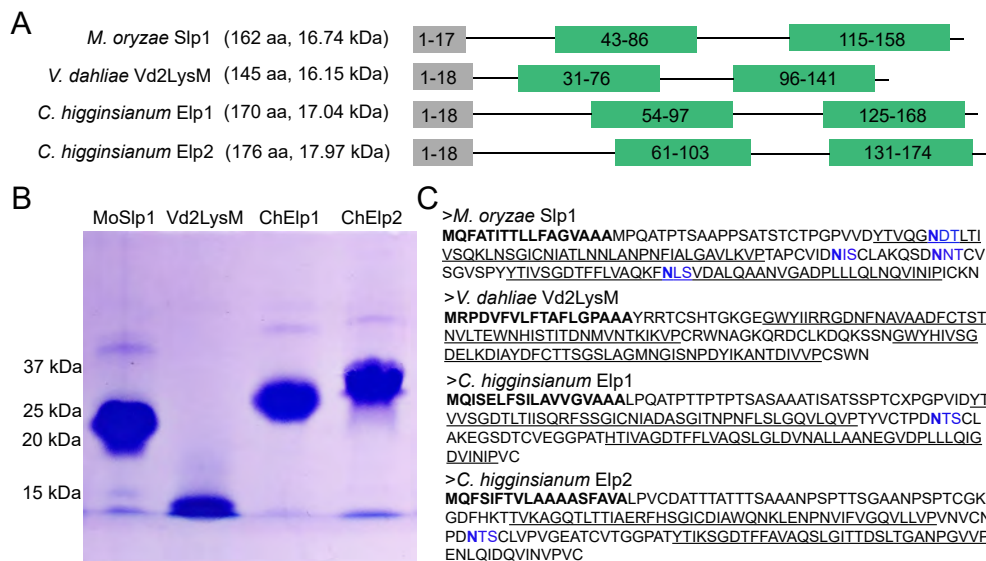 A
M. oryzae Slp1 (162 aa, 16.74 kDa) 1-17 43-86 115-158
V. dahliae Vd2LysM (145 aa, 16.15 kDa) 1-18 31-76 96-141
C. higginsianum Elp1 (170 aa, 17.04 kDa) 1-18 54-97 125-168
C. higginsianum Elp2 (176 aa, 17.97 kDa) 1-18 61-103 131-174
B
MoSlp1 Vd2LysM ChElp1 ChElp2
37 kDa
25 kDa
20 kDa
15 kDa
C
>M. oryzae Slp1
MQFATITTLLFAGVAAAMPQATPTSAAPPSATSTCTPGPVVDYTVQGNDTLTI
VSQKLNSGICNIATLNNLANPNFIALGAVLKVPTAPCVIDNISCLAKQSDNNTCV
SGVSPYYTIVSGDTFFLVAQKFNLSVDALQAANVGADPLLLQLNQVINIPICKN
>V. dahliae Vd2LysM
MRPDVFVLFTAFLGPAAAYRRTCSHTGKGEGWYIIRRGDNFNAVAADFCTST
NVLTEWNHISTITDNMVNTKIKVPCRWNAGKQRDCLKDQKSSNGWYHIVSG
DELKDIAYDFCTTSGSLAGMNGISNPDYIKANTDIVVPCSWN
>C. higginsianum Elp1
MQISELFSILAVVGVAAALPQATPTTPTPTSASAAATISATSSPTCXPGPVIDYT
VVSGDTLTIISQRFSSGICNIADASGITNPNFLSLGQVLQVPTYVCTPDNTSCL
AKEGSDTCVEGGPATHTIVAGDTFFLVAQSLGLDVNALLAANEGVDPLLLQIG
DVINIPVC
>C. higginsianum Elp2
MQFSIFTVLAAAASFAVALPVCDATTTATTTSAAANPSPTTSGAANPSPTCGK
GDFHKTTVKAGQTLTTIAERFHSGICDIAWQNKLENPNVIFVGQVLLVPVNVCN
PDNTSCLVPVGEATCVTGGPATYTIKSGDTFFAVAQSLGITTDSLTGANPGVVP
ENLQIDQVINVPVC